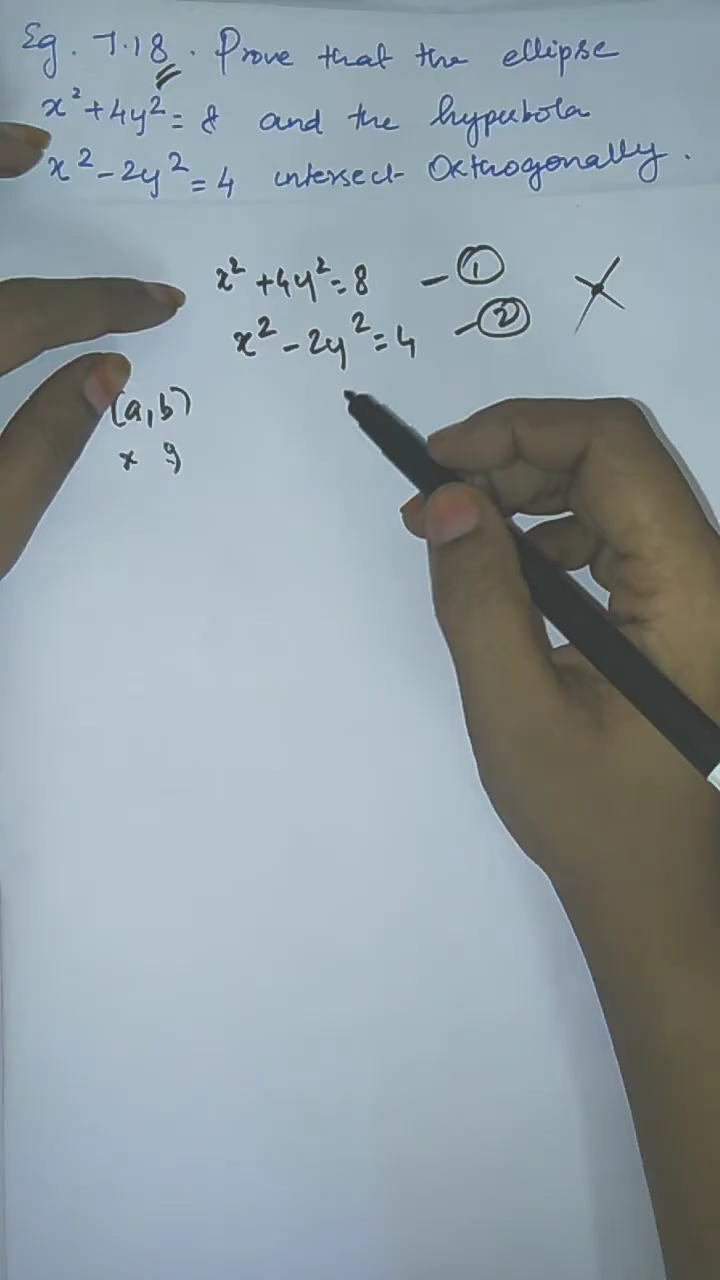 Eg. 7.18. Prove that the ellipse
x² + 4y² = 8 and the hyperbola
x² - 2y² = 4 intersect Orthogonally.
x² + 4y² = 8 - ①
x² - 2y² = 4 - ②
(a, b)
x y